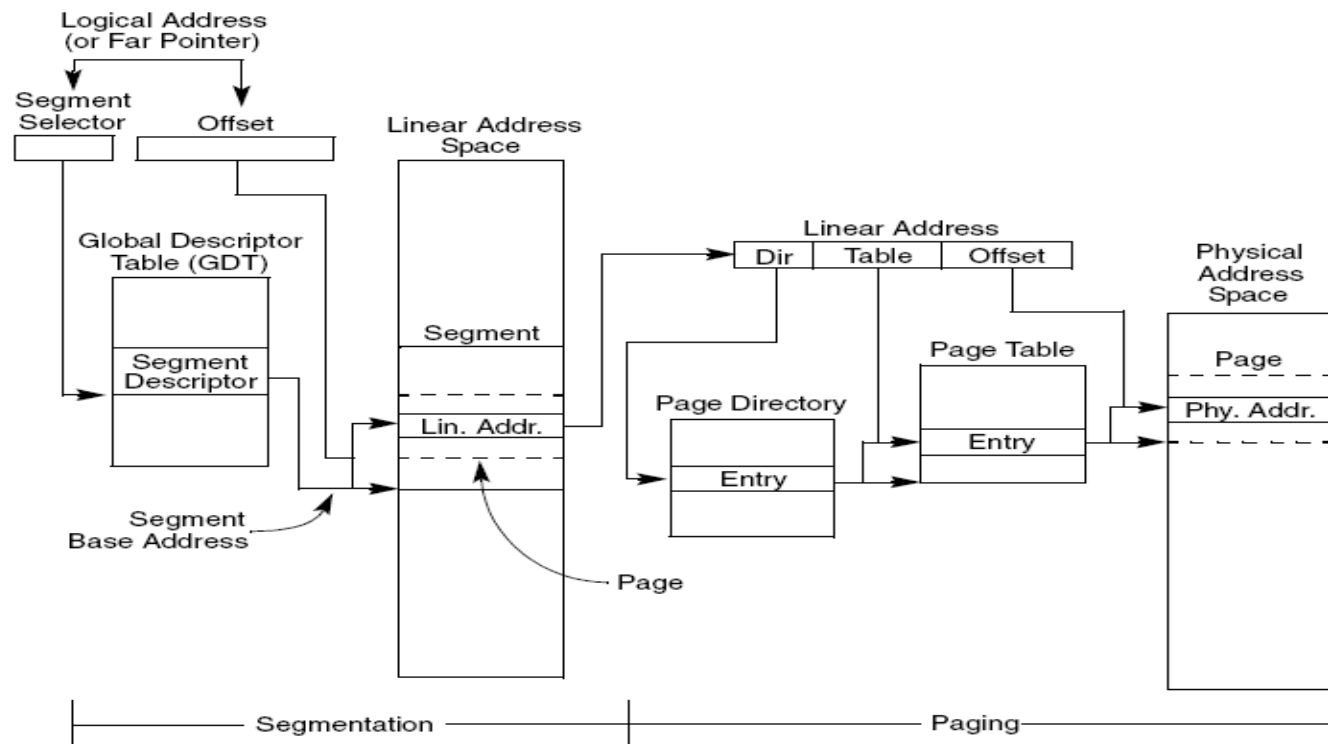 Logical Address
(or Far Pointer)
Segment
Selector
Offset
Linear Address
Space
Global Descriptor
Table (GDT)
Segment
Descriptor
Segment
Lin. Addr.
Segment
Base Address
Page
Linear Address
Dir
Table
Offset
Page Directory
Entry
Page Table
Entry
Physical
Address
Space
Page
Phy. Addr.
Segmentation
Paging